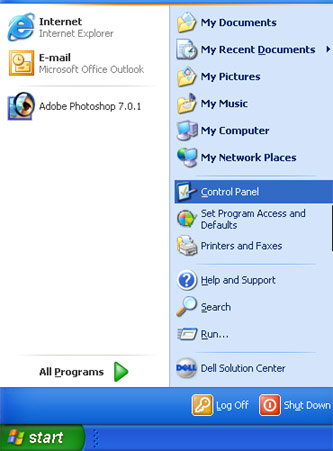 Internet
Internet Explorer
E-mail
Microsoft Office Outlook
Adobe Photoshop 7.0.1
All Programs
My Documents
My Recent Documents
My Pictures
My Music
My Computer
My Network Places
Control Panel
Set Program Access and
Defaults
Printers and Faxes
Help and Support
Search
Run...
DELL
Dell Solution Center
Log Off
Shut Down
start